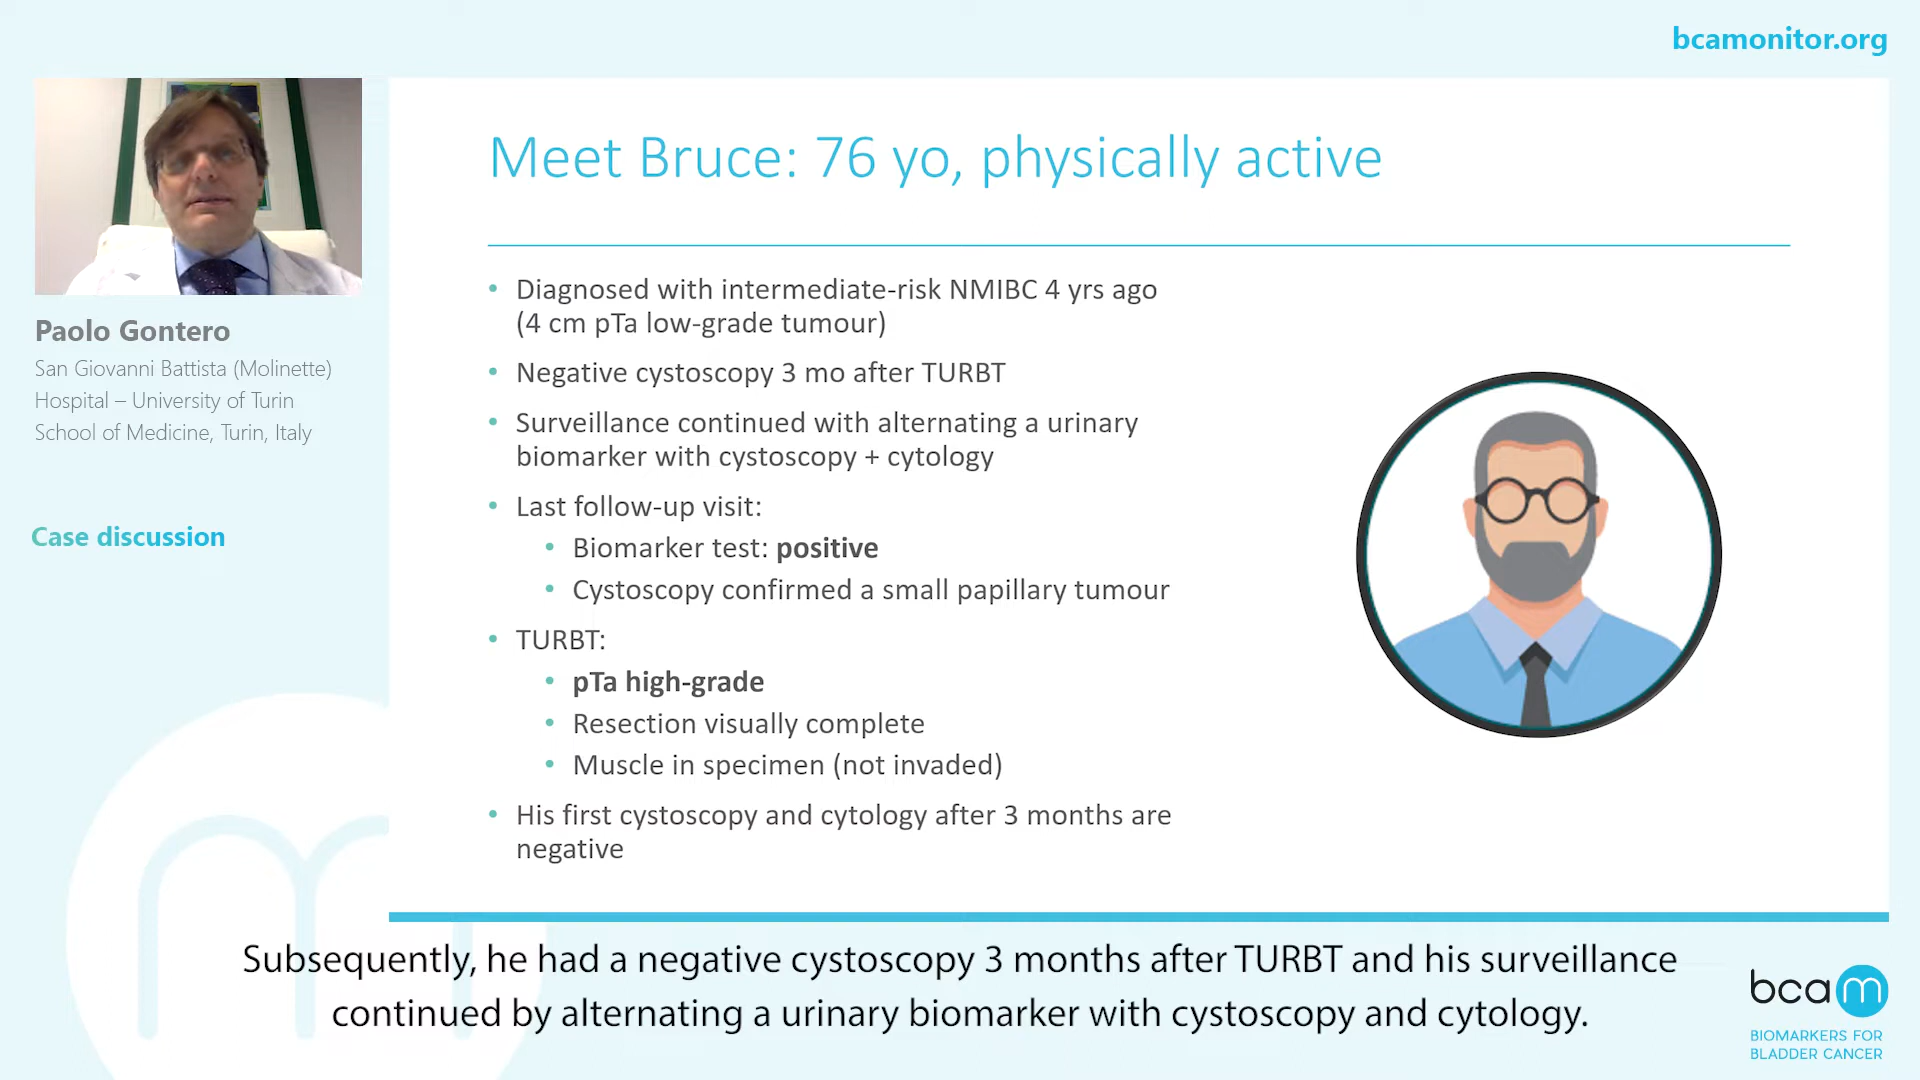 bcamonitor.org
Paolo Gontero
San Giovanni Battista (Molinette)
Hospital – University of Turin
School of Medicine, Turin, Italy
Case discussion
Meet Bruce: 76 yo, physically active
• Diagnosed with intermediate-risk NMIBC 4 yrs ago
(4 cm pTa low-grade tumour)
• Negative cystoscopy 3 mo after TURBT
• Surveillance continued with alternating a urinary
biomarker with cystoscopy + cytology
• Last follow-up visit:
• Biomarker test: positive
• Cystoscopy confirmed a small papillary tumour
• TURBT:
• pTa high-grade
• Resection visually complete
• Muscle in specimen (not invaded)
• His first cystoscopy and cytology after 3 months are
negative
Subsequently, he had a negative cystoscopy 3 months after TURBT and his surveillance
continued by alternating a urinary biomarker with cystoscopy and cytology.
bcam
BIOMARKERS FOR
BLADDER CANCER